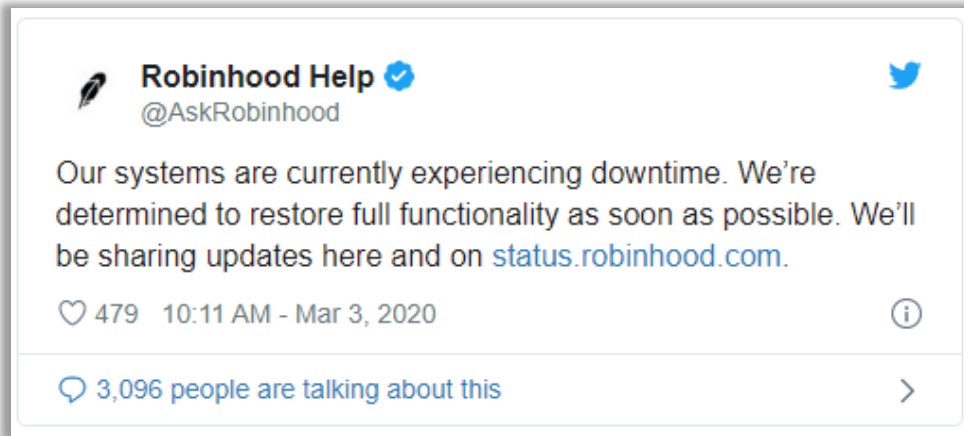 Robinhood Help
@AskRobinhood
Our systems are currently experiencing downtime. We’re
determined to restore full functionality as soon as possible. We’ll
be sharing updates here and on status.robinhood.com.
479 10:11 AM - Mar 3, 2020
3,096 people are talking about this